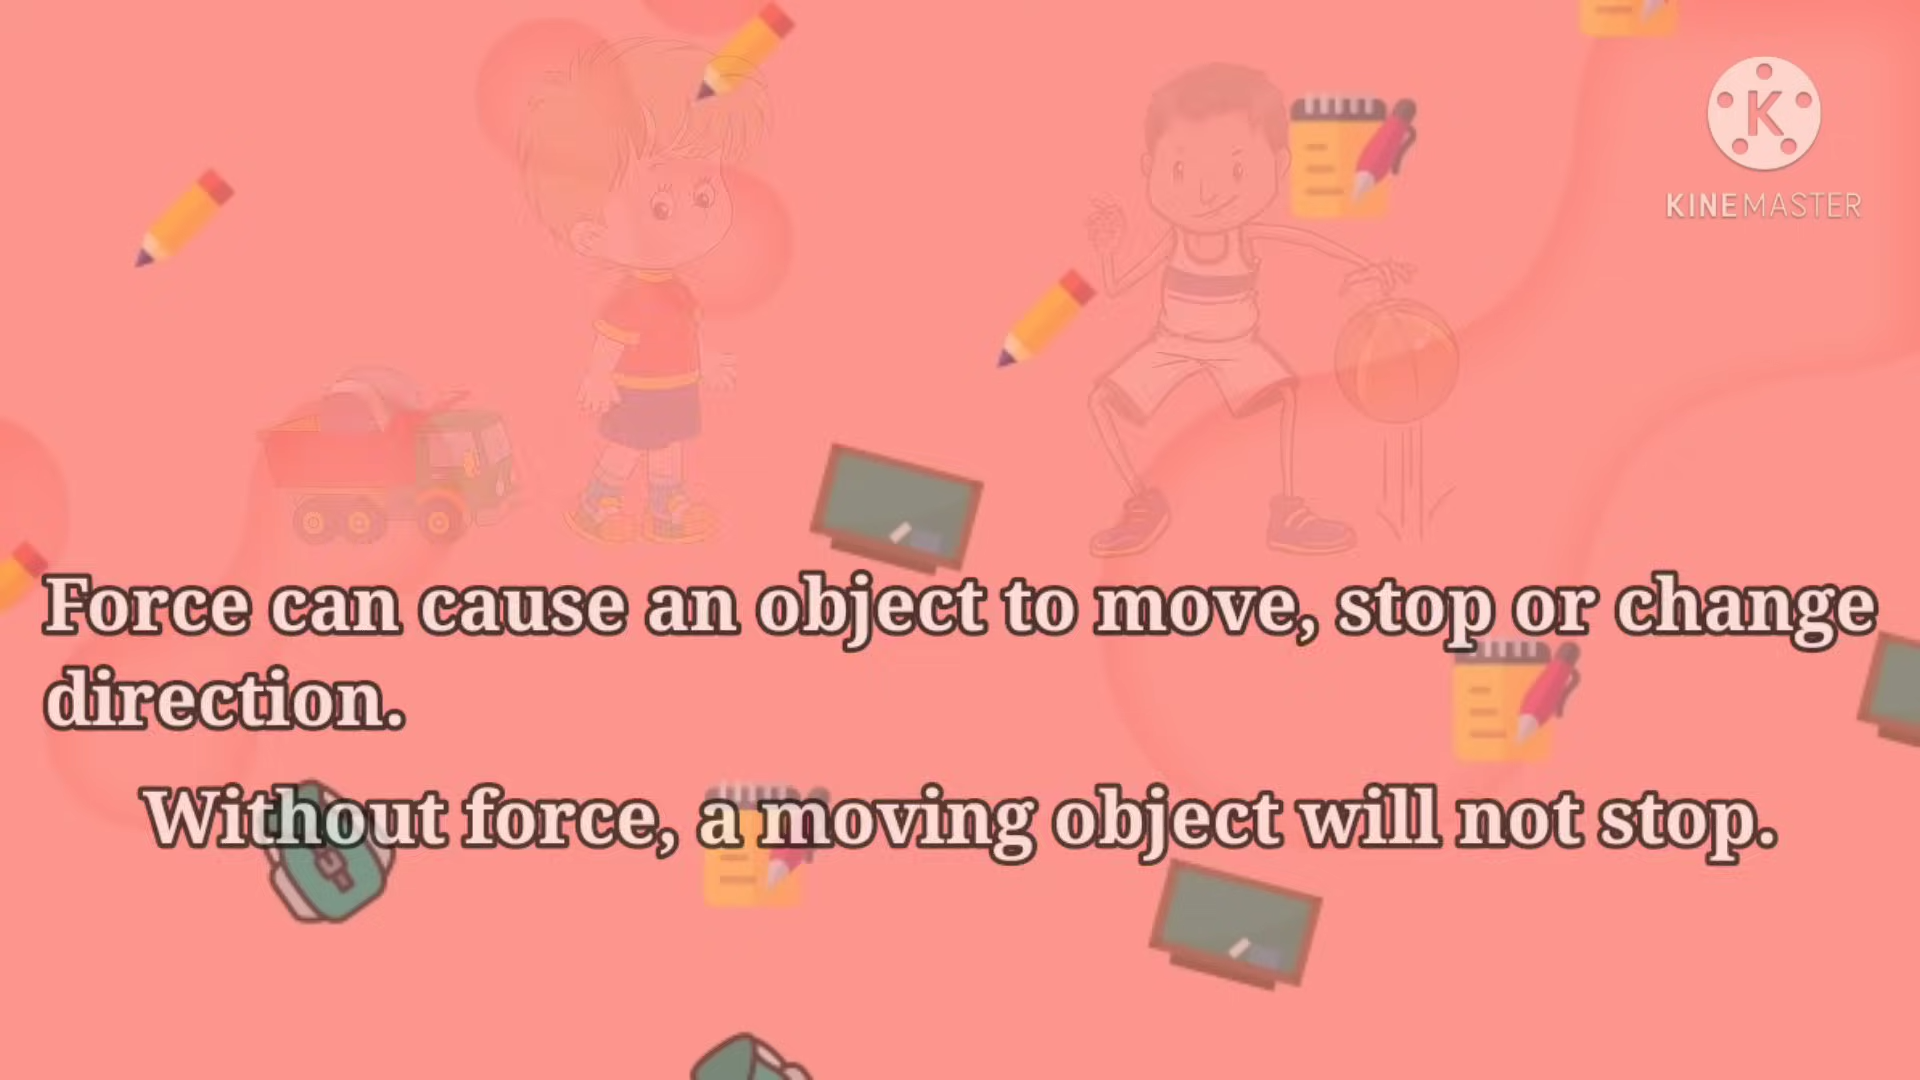 K
KINEMASTER
Force can cause an object to move, stop or change
direction.
Without force, a moving object will not stop.